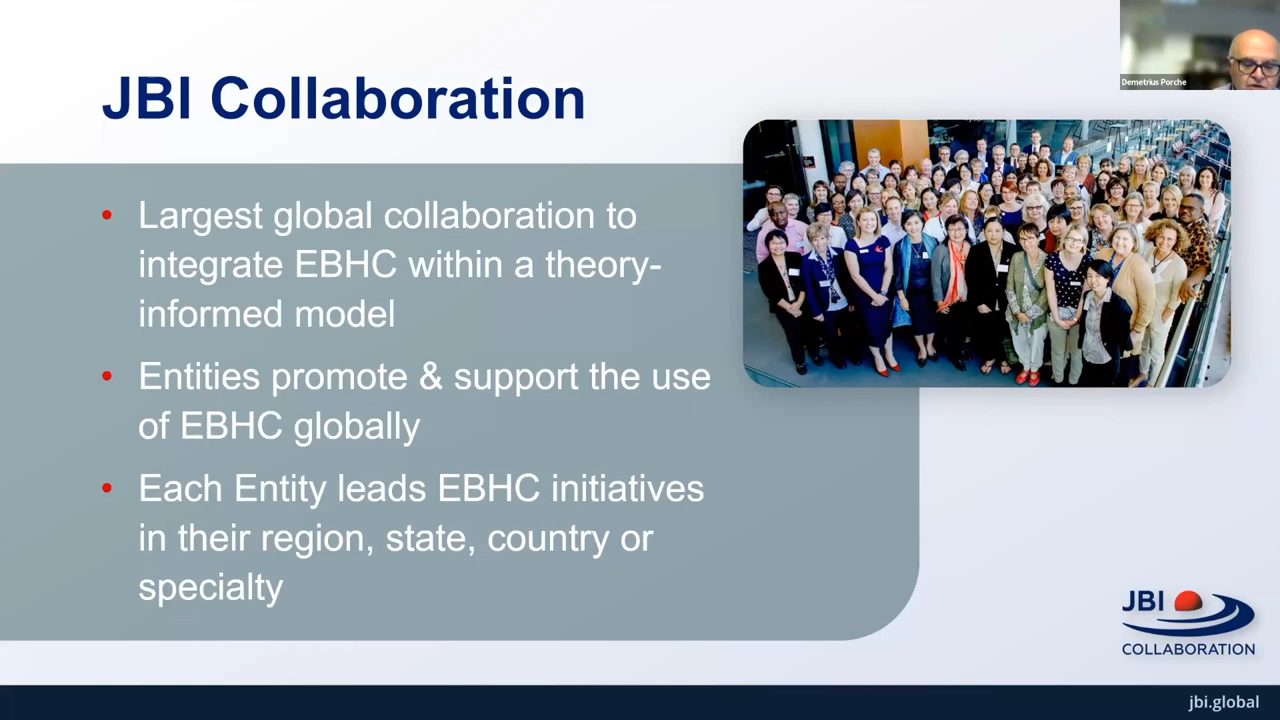 Demetrius Porche
JBI Collaboration
• Largest global collaboration to
integrate EBHC within a theory-
informed model
• Entities promote & support the use
of EBHC globally
• Each Entity leads EBHC initiatives
in their region, state, country or
specialty
JBI
COLLABORATION
jbi.global